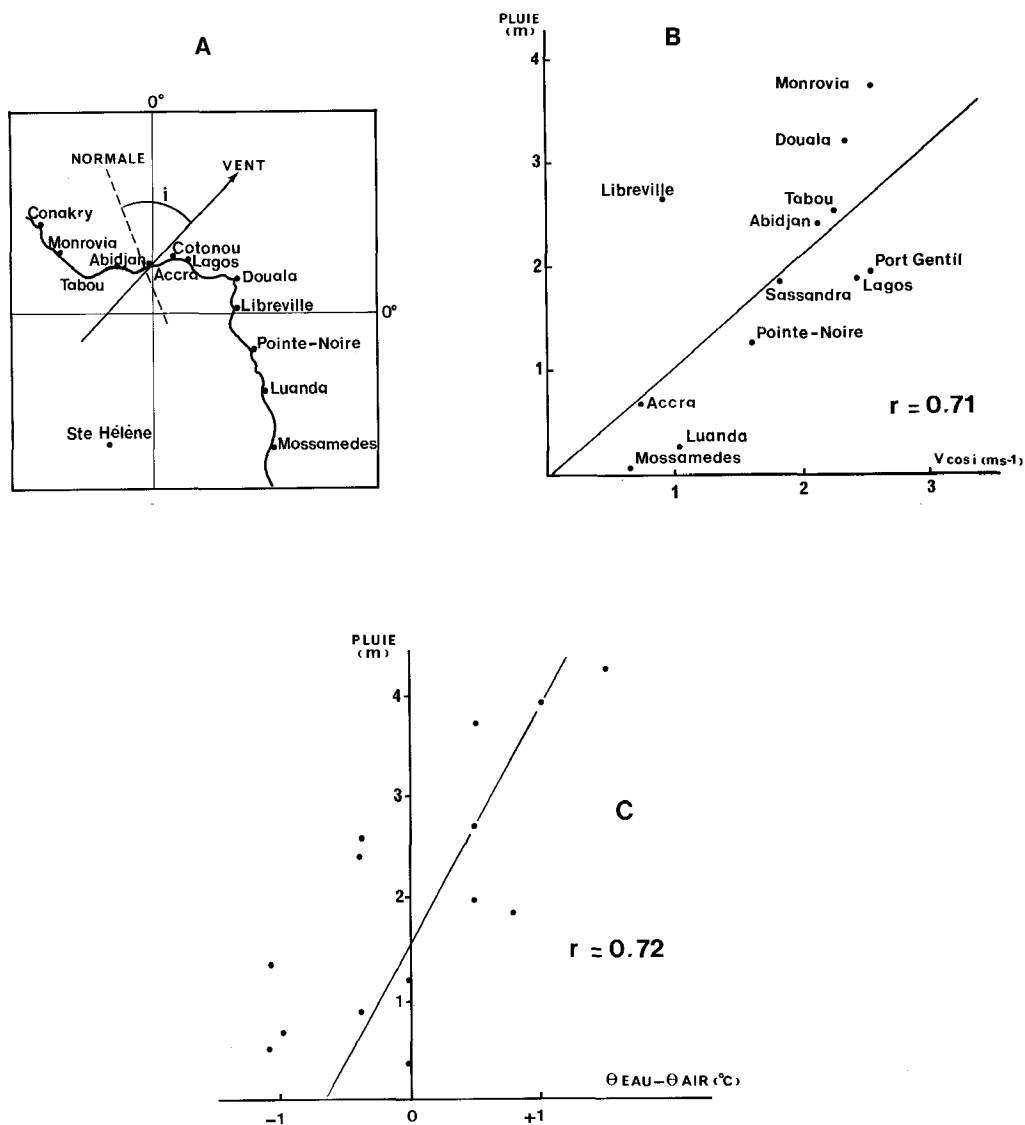 A
0°
NORMALE
VENT
i
Conakry
Monrovia
Abidjan
Cotonou
Lagos
Tabou
Accra
Douala
Libreville
0°
Pointe-Noire
Luanda
Ste Hélène
Mossamedes
PLUIE
(m)
B
4
Monrovia
3
Douala
Libreville
Tabou
Abidjan
2
Port Gentil
Sassandra
Lagos
Pointe-Noire
1
Accra
r = 0.71
Luanda
Mossamedes
V cos i (ms-1)
1 2 3
PLUIE
(m)
4
3
C
2
r = 0.72
1
θ EAU-θ AIR (°C)
-1 0 +1